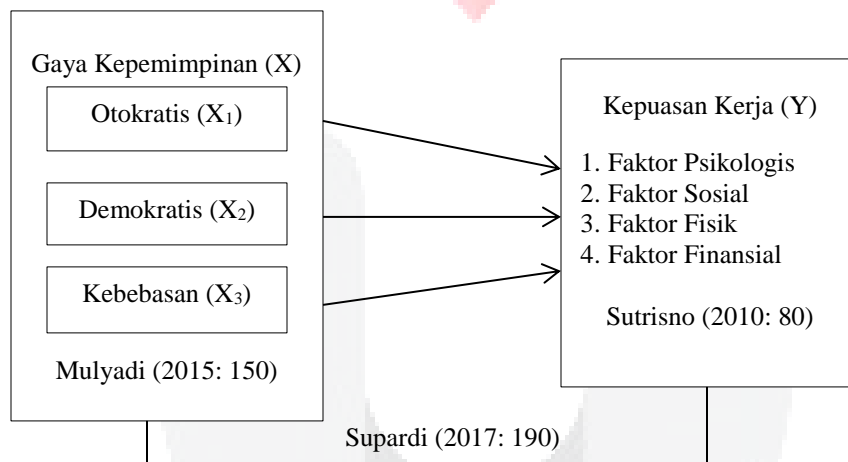 Gaya Kepemimpinan (X)
Otokratis (X₁)
Demokratis (X₂)
Kebebasan (X₃)
Mulyadi (2015: 150)
Kepuasan Kerja (Y)
1. Faktor Psikologis
2. Faktor Sosial
3. Faktor Fisik
4. Faktor Finansial
Sutrisno (2010: 80)
Supardi (2017: 190)